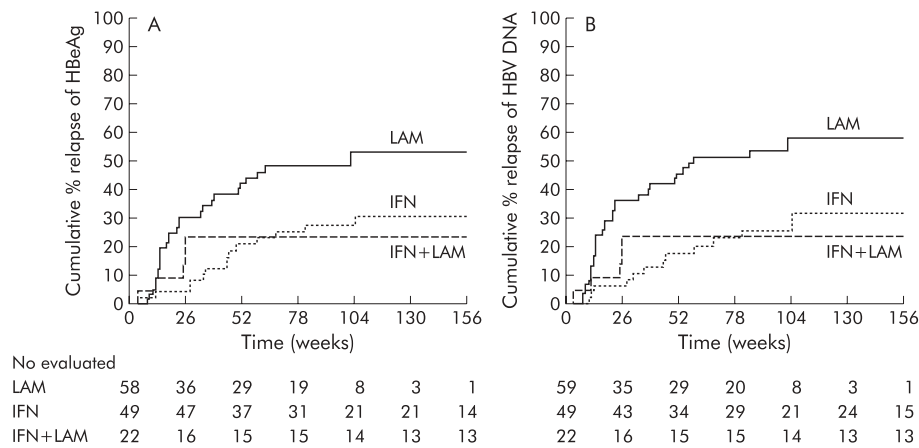 A
B
Cumulative % relapse of HBeAg
100
90
80
70
60
50
40
30
20
10
0
LAM
IFN
IFN+LAM
0 26 52 78 104 130 156
Time (weeks)
Cumulative % relapse of HBV DNA
100
90
80
70
60
50
40
30
20
10
0
LAM
IFN
IFN+LAM
0 26 52 78 104 130 156
Time (weeks)
No evaluated
LAM 58 36 29 19 8 3 1 59 35 29 20 8 3 1
IFN 49 47 37 31 21 21 14 49 43 34 29 21 24 15
IFN+LAM 22 16 15 15 14 13 13 22 16 15 15 14 13 13